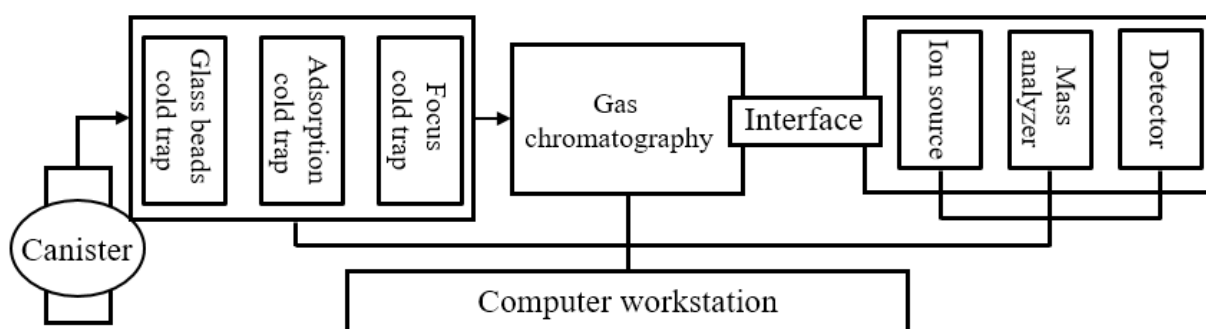 Glass beads
cold trap
Adsorption
cold trap
Focus
cold trap
Gas
chromatography
Interface
Ion source
Mass
analyzer
Detector
Canister
Computer workstation